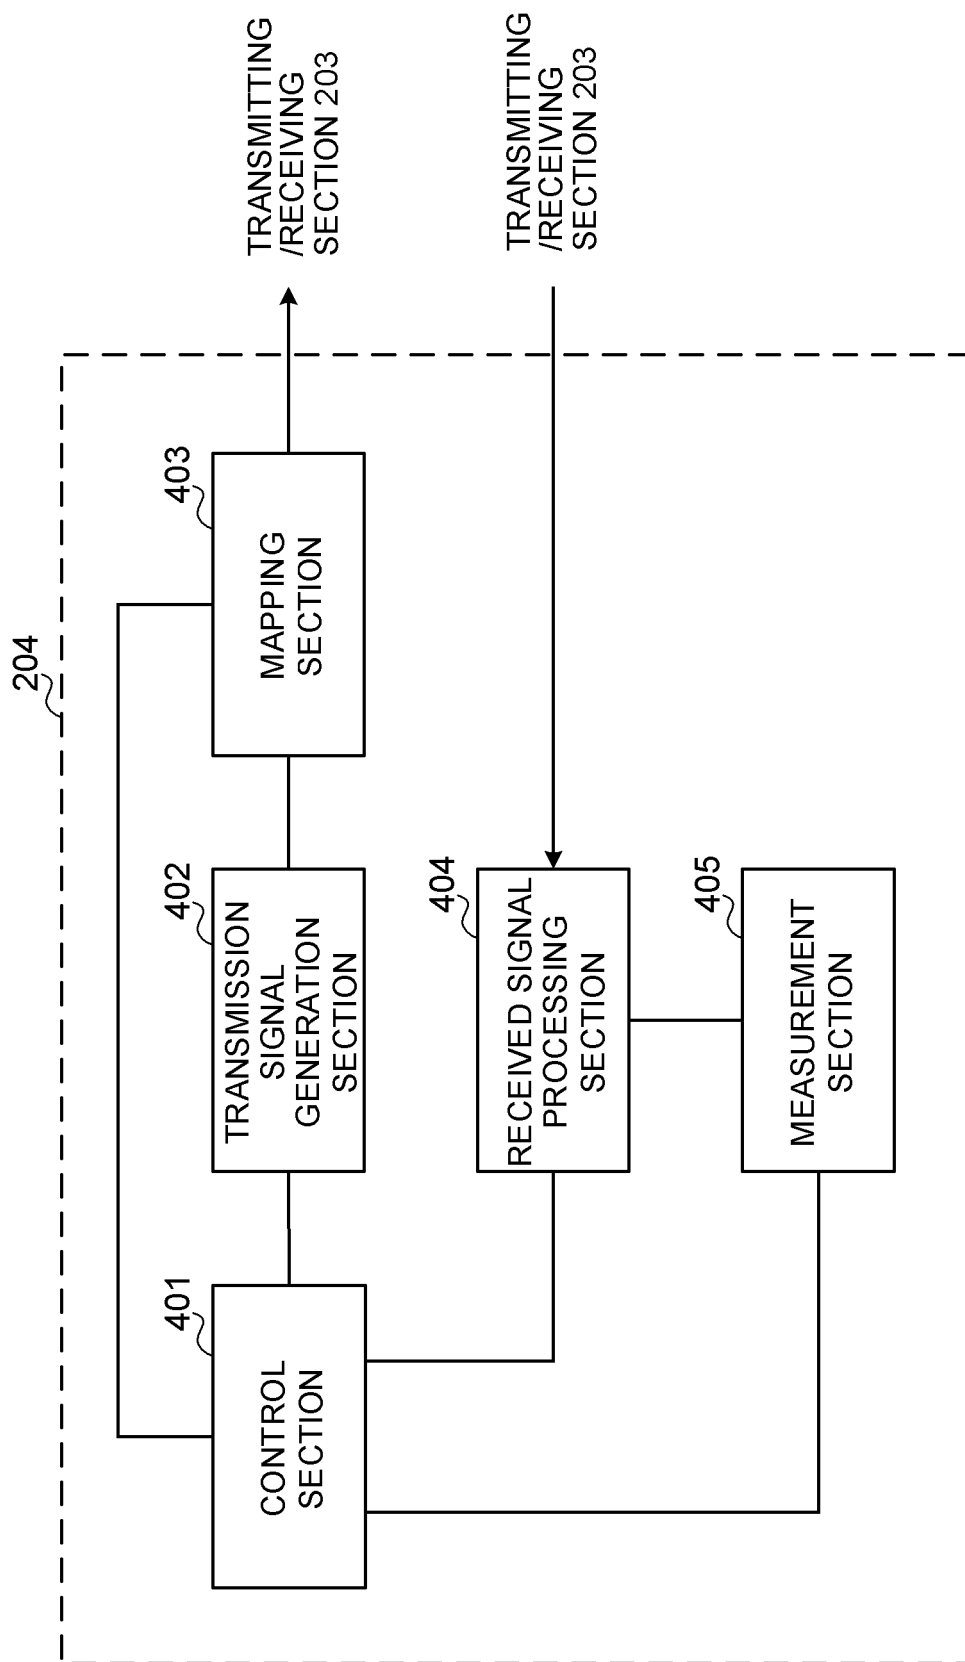 204
401
CONTROL
SECTION
402
TRANSMISSION
SIGNAL
GENERATION
SECTION
403
MAPPING
SECTION
TRANSMITTING
/RECEIVING
SECTION 203
404
RECEIVED SIGNAL
PROCESSING
SECTION
TRANSMITTING
/RECEIVING
SECTION 203
405
MEASUREMENT
SECTION